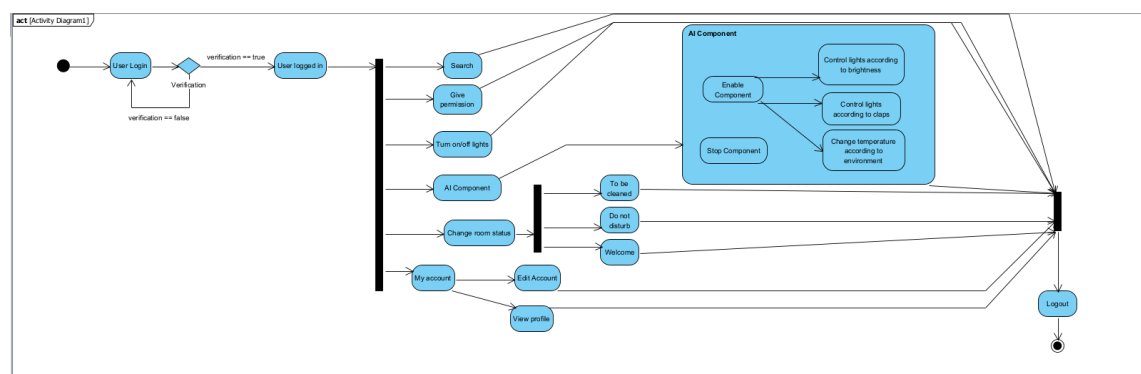 act [Activity Diagram1]
User Login
Verification
verification == true
verification == false
User logged in
Search
Give
permission
Turn on/off lights
AI Component
Change room status
My account
Edit Account
View profile
To be
cleaned
Do not
disturb
Welcome
AI Component
Enable
Component
Stop Component
Control lights according
to brightness
Control lights
according to claps
Change temperature
according to
environment
Logout